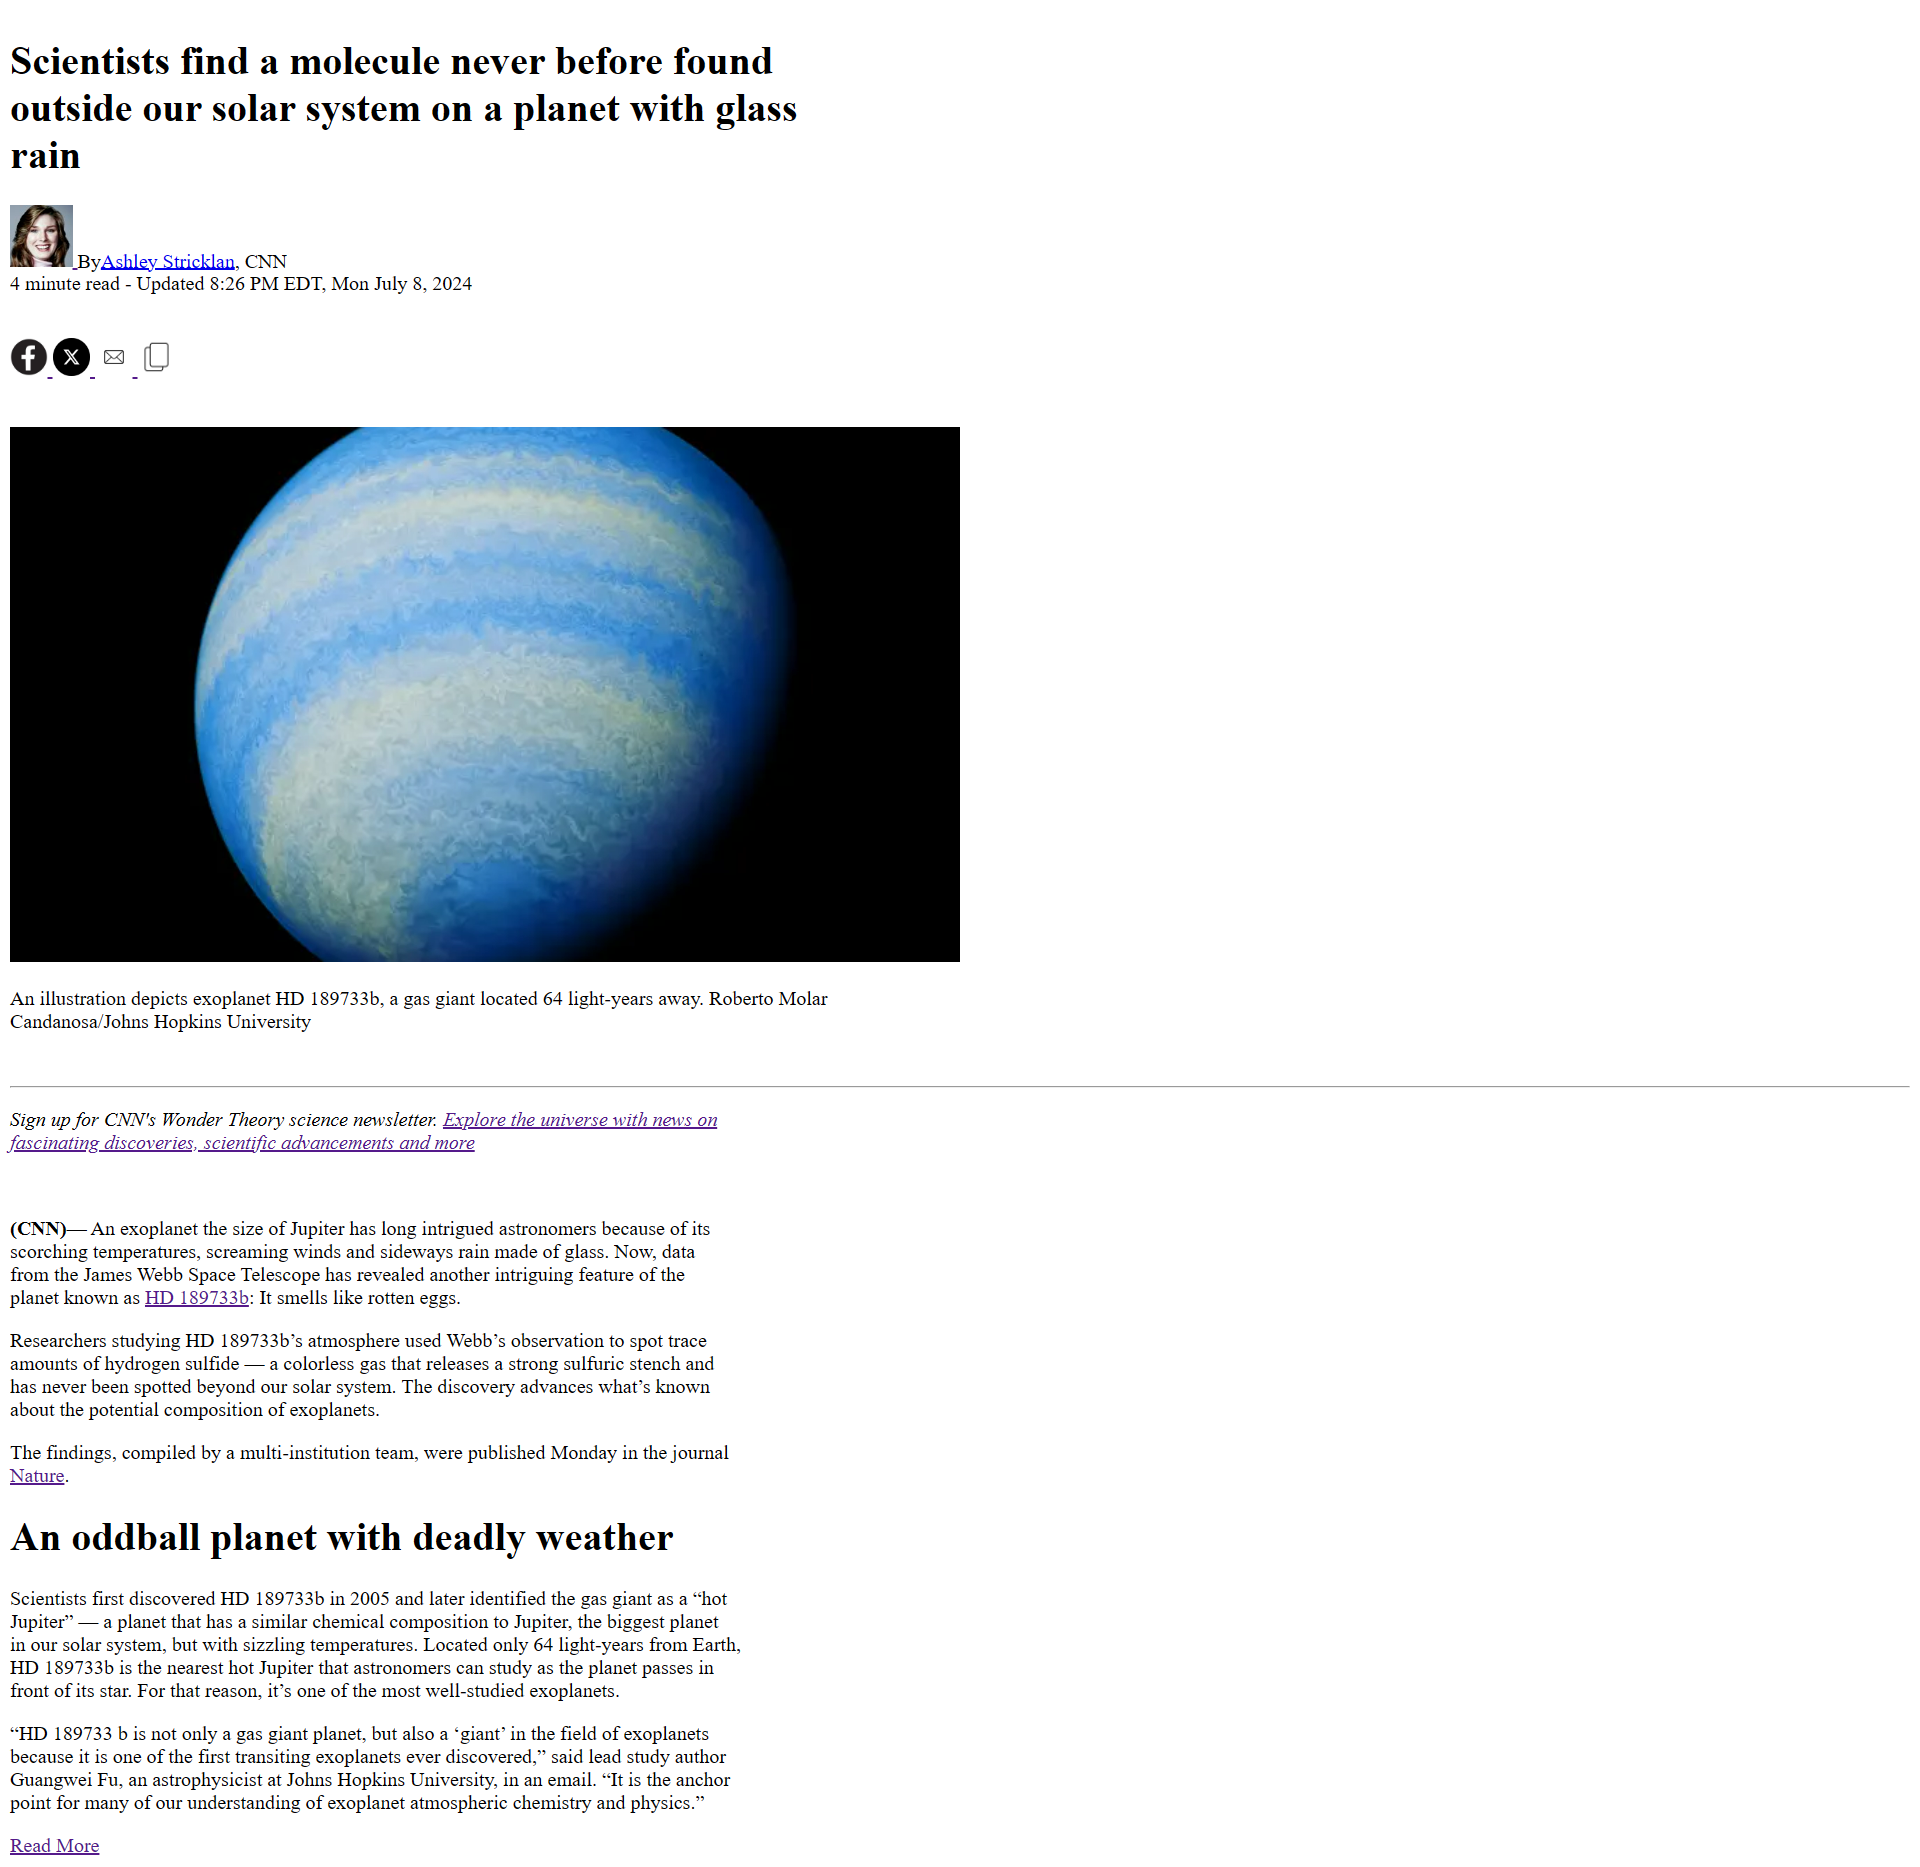 Scientists find a molecule never before found
outside our solar system on a planet with glass
rain
ByAshley Stricklan, CNN
4 minute read - Updated 8:26 PM EDT, Mon July 8, 2024
An illustration depicts exoplanet HD 189733b, a gas giant located 64 light-years away. Roberto Molar
Candanosa/Johns Hopkins University
Sign up for CNN's Wonder Theory science newsletter. Explore the universe with news on
fascinating discoveries, scientific advancements and more
(CNN)— An exoplanet the size of Jupiter has long intrigued astronomers because of its
scorching temperatures, screaming winds and sideways rain made of glass. Now, data
from the James Webb Space Telescope has revealed another intriguing feature of the
planet known as HD 189733b: It smells like rotten eggs.
Researchers studying HD 189733b’s atmosphere used Webb’s observation to spot trace
amounts of hydrogen sulfide — a colorless gas that releases a strong sulfuric stench and
has never been spotted beyond our solar system. The discovery advances what’s known
about the potential composition of exoplanets.
The findings, compiled by a multi-institution team, were published Monday in the journal
Nature.
An oddball planet with deadly weather
Scientists first discovered HD 189733b in 2005 and later identified the gas giant as a “hot
Jupiter” — a planet that has a similar chemical composition to Jupiter, the biggest planet
in our solar system, but with sizzling temperatures. Located only 64 light-years from Earth,
HD 189733b is the nearest hot Jupiter that astronomers can study as the planet passes in
front of its star. For that reason, it’s one of the most well-studied exoplanets.
“HD 189733 b is not only a gas giant planet, but also a ‘giant’ in the field of exoplanets
because it is one of the first transiting exoplanets ever discovered,” said lead study author
Guangwei Fu, an astrophysicist at Johns Hopkins University, in an email. “It is the anchor
point for many of our understanding of exoplanet atmospheric chemistry and physics.”
Read More